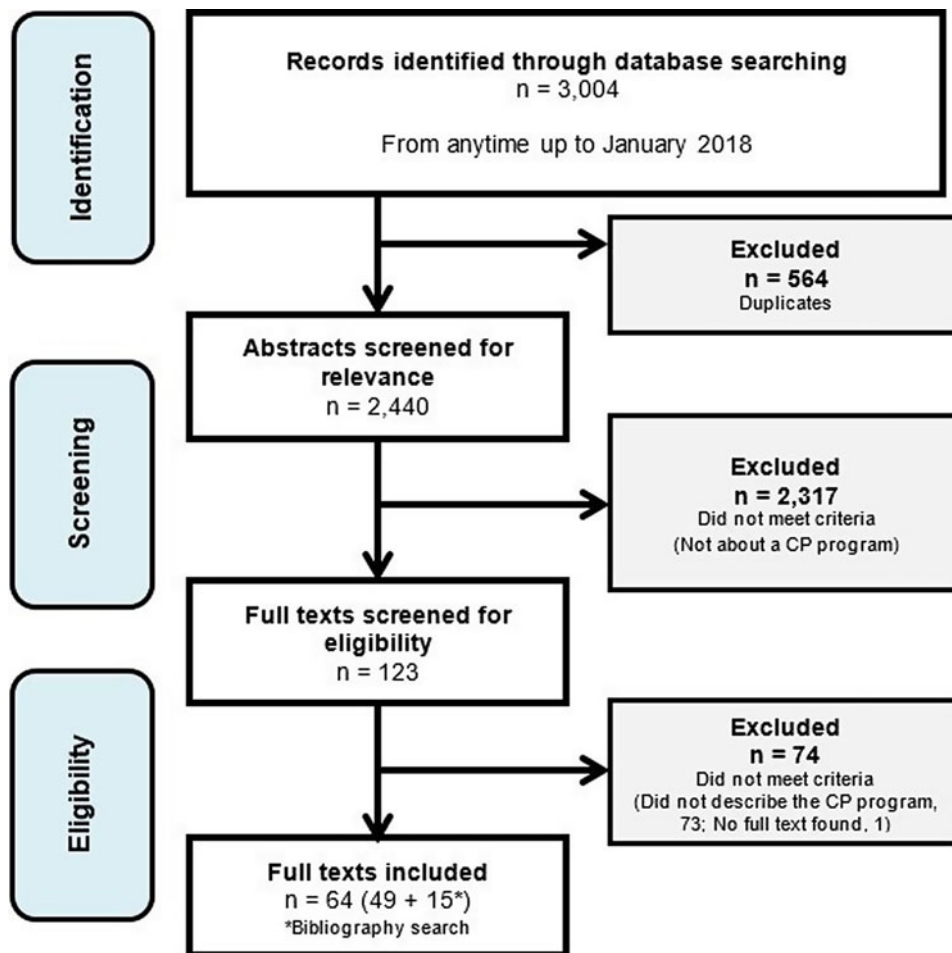 Identification
Records identified through database searching
n = 3,004
From anytime up to January 2018
Excluded
n = 564
Duplicates
Screening
Abstracts screened for
relevance
n = 2,440
Excluded
n = 2,317
Did not meet criteria
(Not about a CP program)
Full texts screened for
eligibility
n = 123
Eligibility
Excluded
n = 74
Did not meet criteria
(Did not describe the CP program,
73; No full text found, 1)
Full texts included
n = 64 (49 + 15*)
*Bibliography search